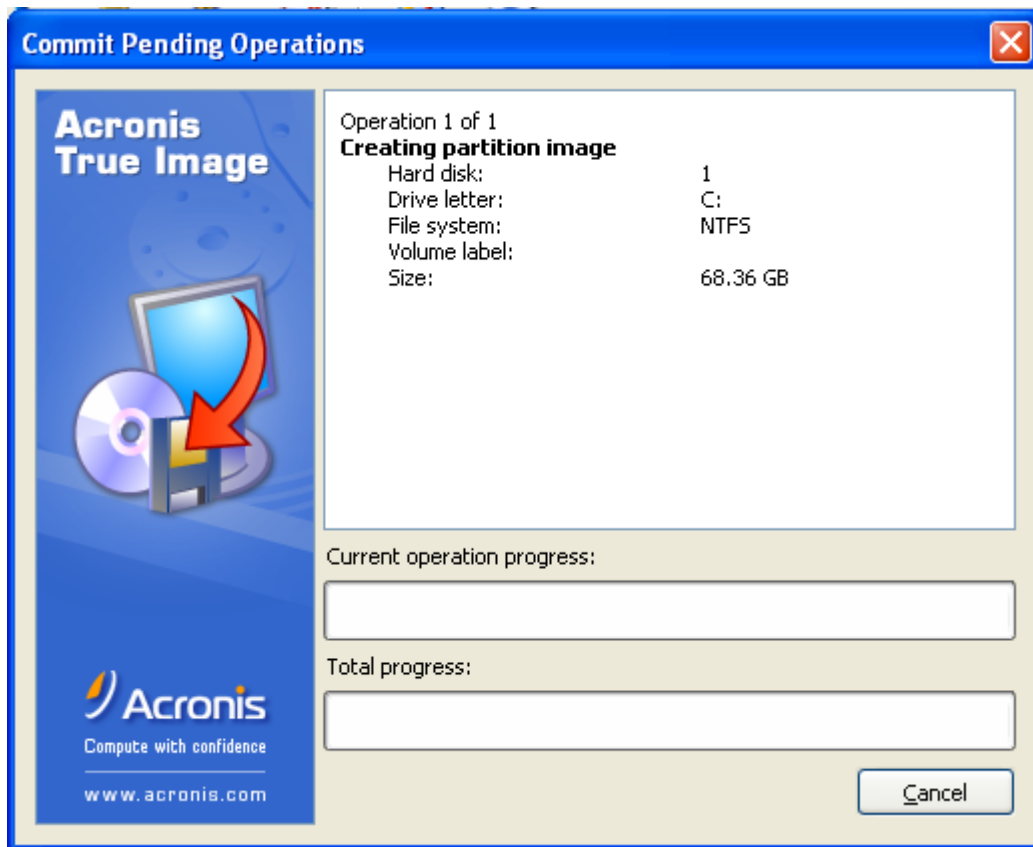 Commit Pending Operations
Acronis
True Image
Operation 1 of 1
Creating partition image
Hard disk: 1
Drive letter: C:
File system: NTFS
Volume label:
Size: 68.36 GB
Current operation progress:
Total progress:
Acronis
Compute with confidence
www.acronis.com
Cancel